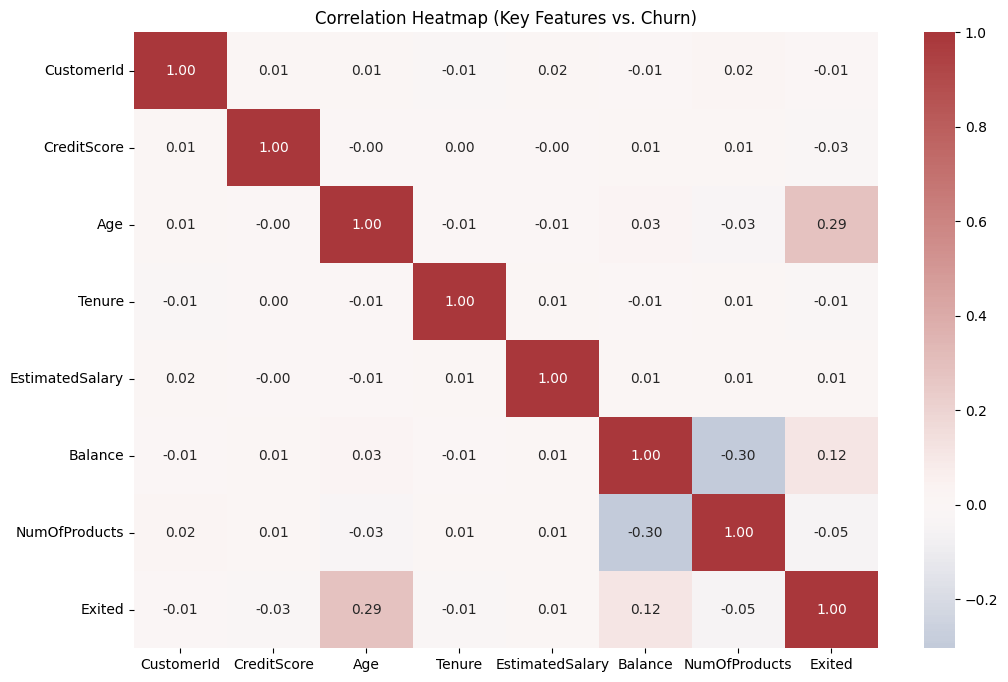 Correlation Heatmap (Key Features vs. Churn)
CustomerId 1.00 0.01 0.01 -0.01 0.02 -0.01 0.02 -0.01
CreditScore 0.01 1.00 -0.00 0.00 -0.00 0.01 0.01 -0.03
Age 0.01 -0.00 1.00 -0.01 -0.01 0.03 -0.03 0.29
Tenure -0.01 0.00 -0.01 1.00 0.01 -0.01 0.01 -0.01
EstimatedSalary 0.02 -0.00 -0.01 0.01 1.00 0.01 0.01 0.01
Balance -0.01 0.01 0.03 -0.01 0.01 1.00 -0.30 0.12
NumOfProducts 0.02 0.01 -0.03 0.01 0.01 -0.30 1.00 -0.05
Exited -0.01 -0.03 0.29 -0.01 0.01 0.12 -0.05 1.00
CustomerId CreditScore Age Tenure EstimatedSalary Balance NumOfProducts Exited
1.0
0.8
0.6
0.4
0.2
0.0
−0.2